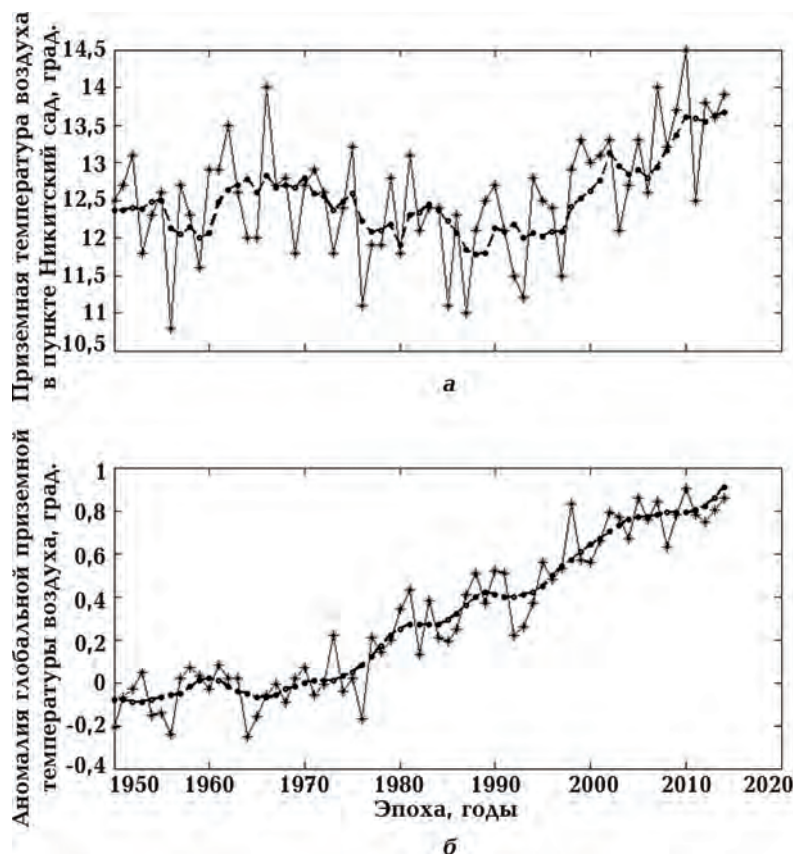 Приземная температура воздуха
в пункте Никитский сад, град.
14,5
14
13,5
13
12,5
12
11,5
11
10,5
а
Аномалия глобальной приземной
температуры воздуха, град.
1
0,8
0,6
0,4
0,2
0
-0,2
-0,4
1950 1960 1970 1980 1990 2000 2010 2020
Эпоха, годы
б